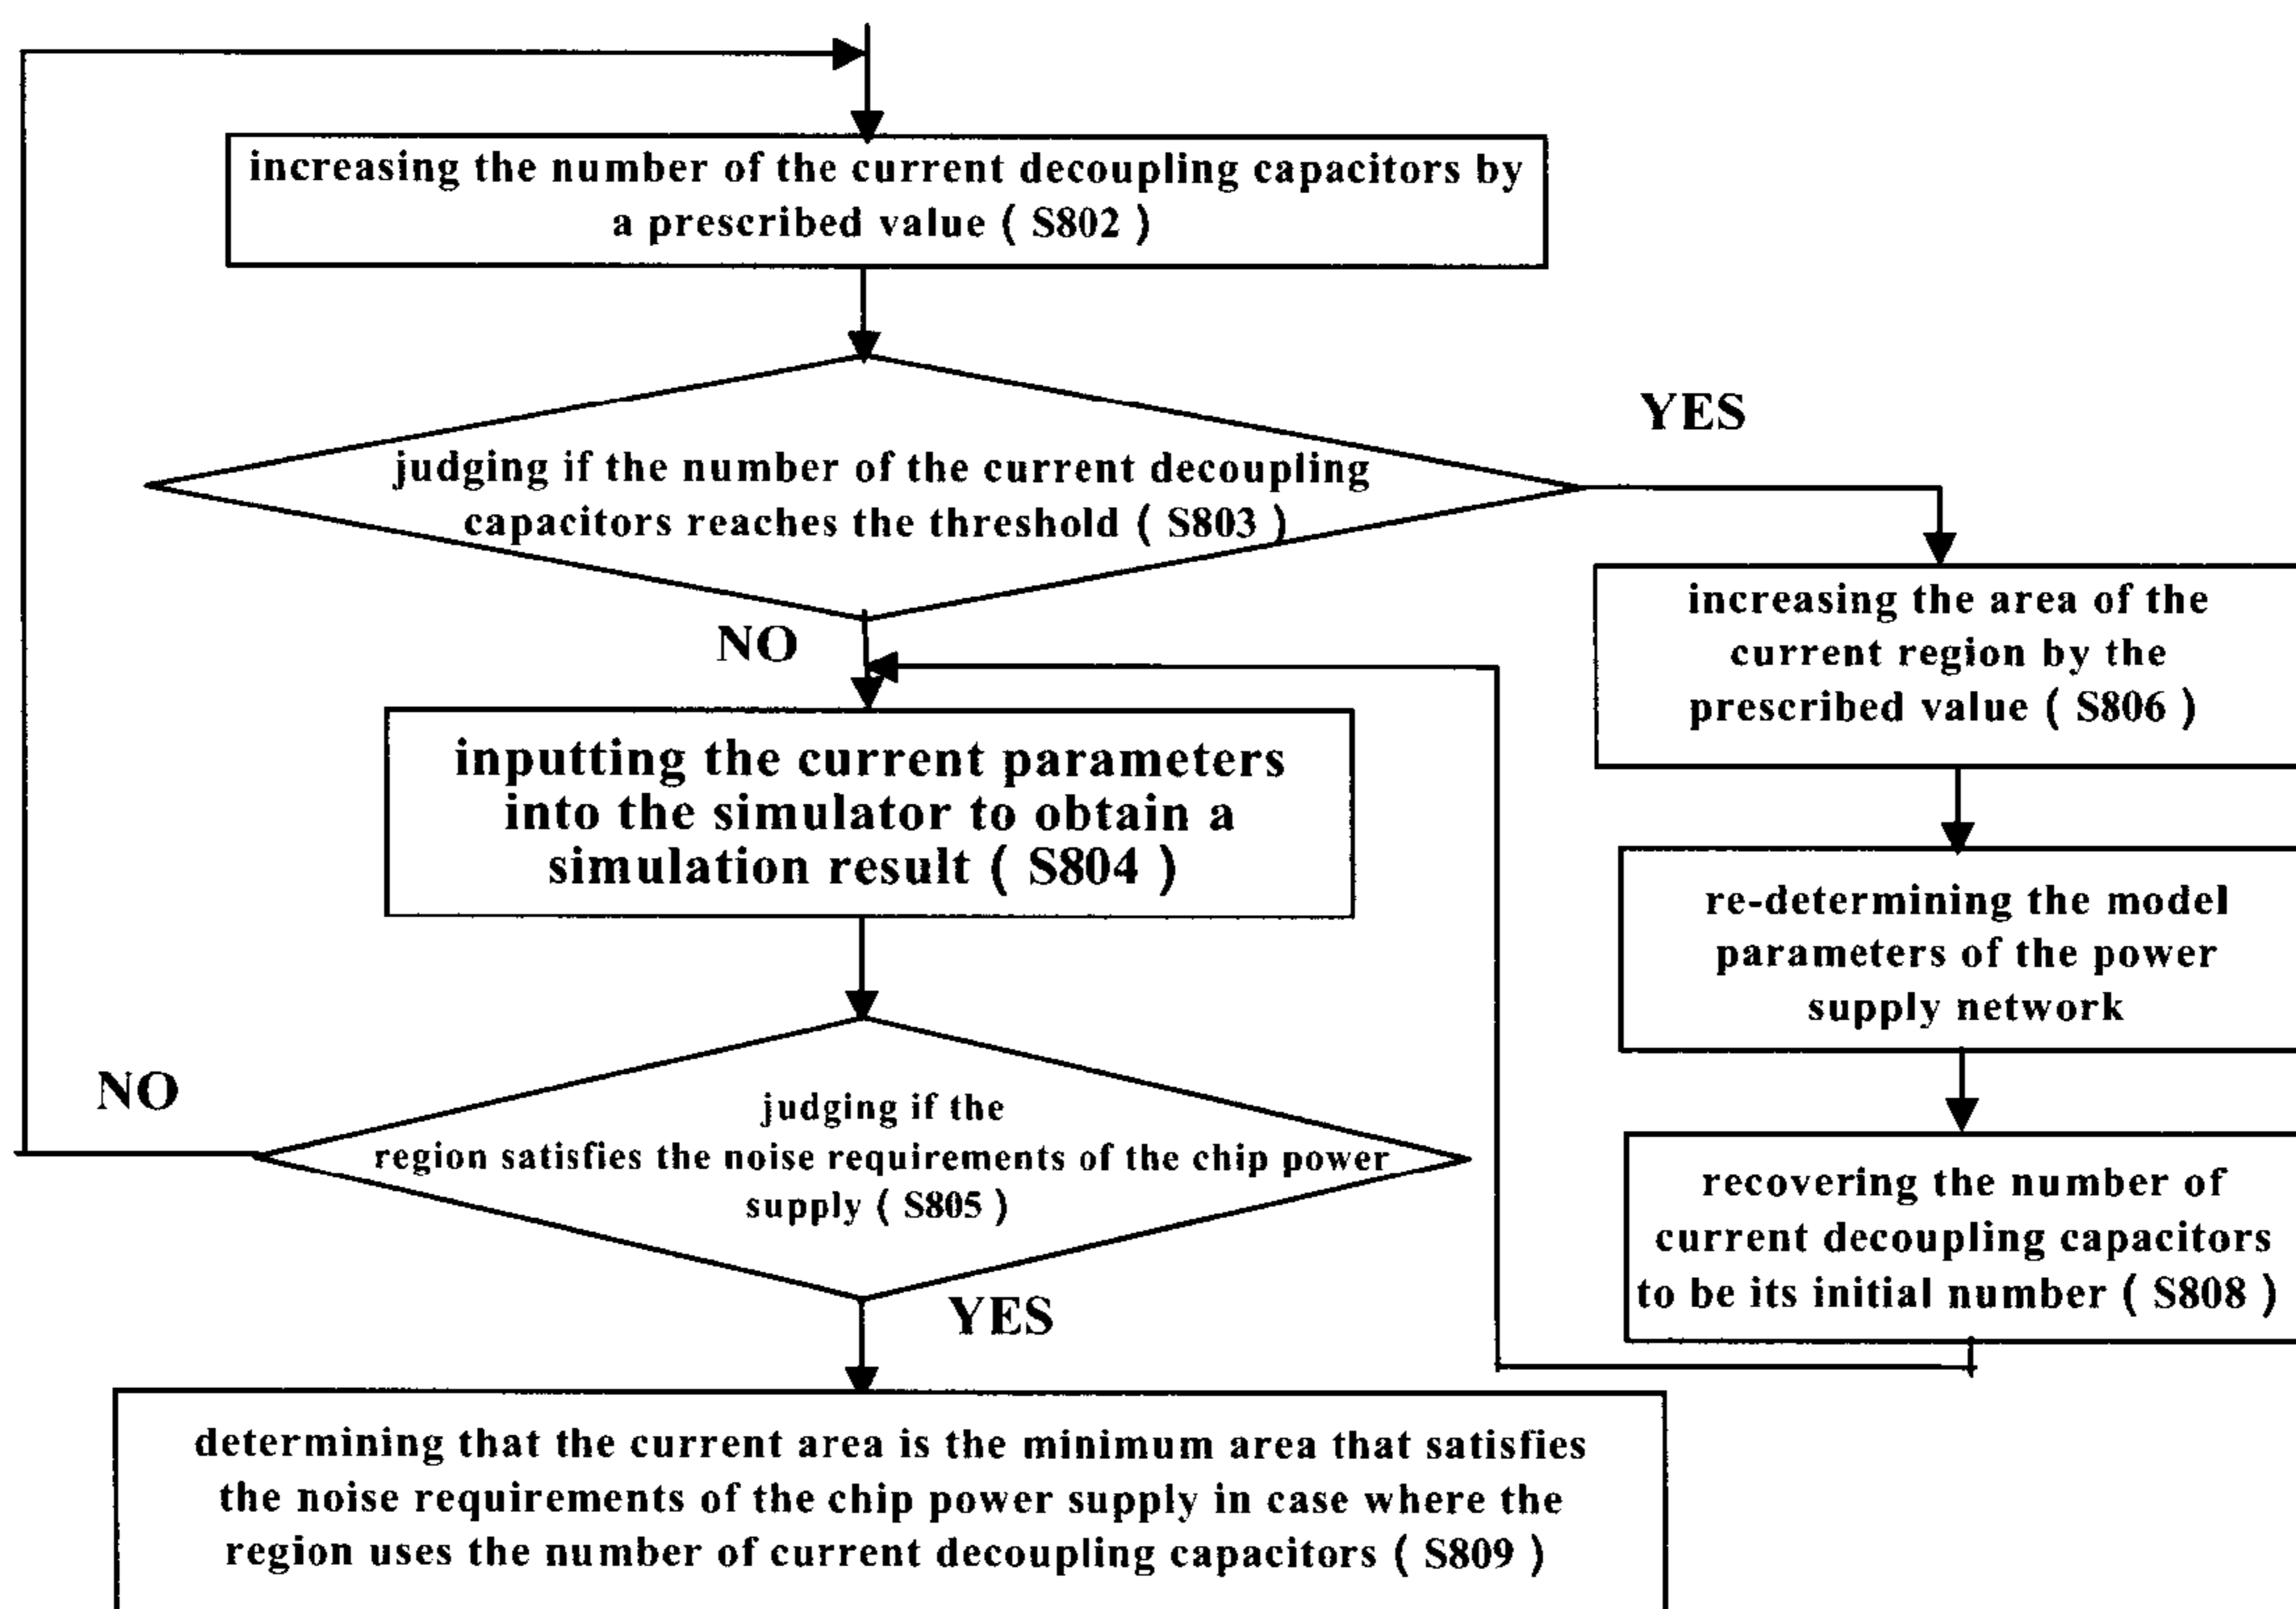 increasing the number of the current decoupling capacitors by
a prescribed value ( S802 )
judging if the number of the current decoupling
capacitors reaches the threshold ( S803 )
YES
NO
increasing the area of the
current region by the
prescribed value ( S806 )
inputting the current parameters
into the simulator to obtain a
simulation result ( S804 )
re-determining the model
parameters of the power
supply network
NO
judging if the
region satisfies the noise requirements of the chip power
supply ( S805 )
recovering the number of
current decoupling capacitors
to be its initial number ( S808 )
YES
determining that the current area is the minimum area that satisfies
the noise requirements of the chip power supply in case where the
region uses the number of current decoupling capacitors ( S809 )